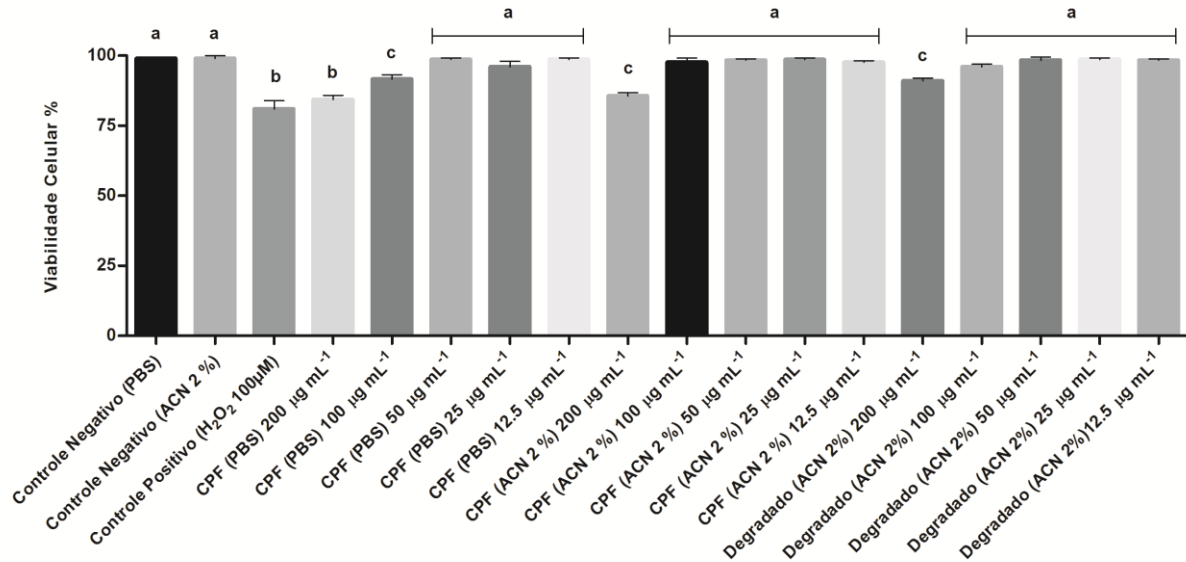 a
a
a
a
a
b
b
c
c
c
100
75
50
25
0
Viabilidade Celular %
Controle Negativo (PBS)
Controle Negativo (ACN 2 %)
Controle Positivo (H₂O₂ 100µM)
CPF (PBS) 200 µg mL⁻¹
CPF (PBS) 100 µg mL⁻¹
CPF (PBS) 50 µg mL⁻¹
CPF (PBS) 25 µg mL⁻¹
CPF (PBS) 12.5 µg mL⁻¹
CPF (ACN 2 %) 200 µg mL⁻¹
CPF (ACN 2 %) 100 µg mL⁻¹
CPF (ACN 2 %) 50 µg mL⁻¹
CPF (ACN 2 %) 25 µg mL⁻¹
CPF (ACN 2 %) 12.5 µg mL⁻¹
Degradado (ACN 2%) 200 µg mL⁻¹
Degradado (ACN 2%) 100 µg mL⁻¹
Degradado (ACN 2%) 50 µg mL⁻¹
Degradado (ACN 2%) 25 µg mL⁻¹
Degradado (ACN 2%)12.5 µg mL⁻¹